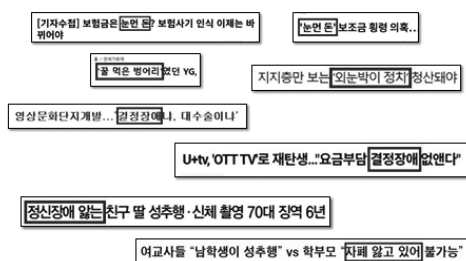 [기자수첩] 보험금은 눈먼 돈? 보험사기 인식 이제는 바
뀌어야
'눈먼 돈' 보조금 횡령 의혹..
'꿀 먹은 벙어리'였던 YG,
지지층만 보는 '외눈박이 정치' 청산돼야
영상문화단지개발...'결정장애냐, 대수술이냐'
U+tv, 'OTT TV'로 재탄생..."요금부담 결정장애 없앤다"
정신장애 앓는 친구 딸 성추행·신체 촬영 70대 징역 6년
여교사들 "남학생이 성추행" vs 학부모 "자폐 앓고 있어 불가능"